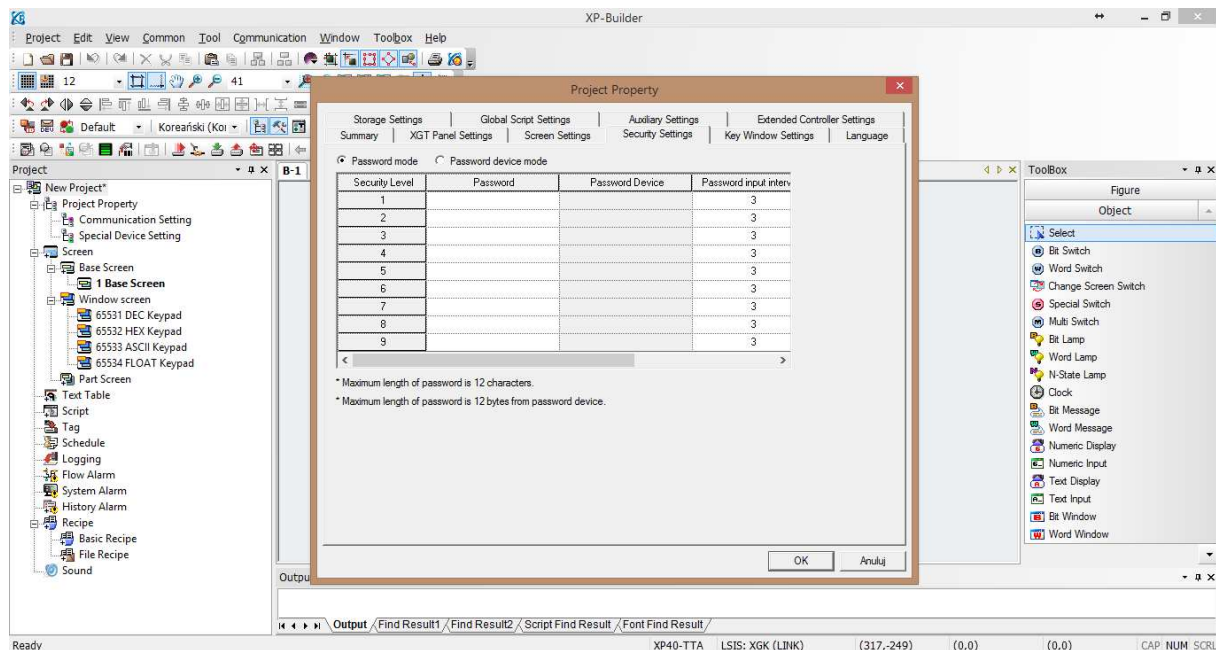 XP-Builder
Project Edit View Common Tool Communication Window Toolbox Help
12 41
Default Koreański (Kor
Project
B-1
New Project*
Project Property
Communication Setting
Special Device Setting
Screen
Base Screen
1 Base Screen
Window screen
65531 DEC Keypad
65532 HEX Keypad
65533 ASCII Keypad
65534 FLOAT Keypad
Part Screen
Text Table
Script
Tag
Schedule
Logging
Flow Alarm
System Alarm
History Alarm
Recipe
Basic Recipe
File Recipe
Sound
Project Property
Storage Settings Global Script Settings Auxiliary Settings Extended Controller Settings
Summary XGT Panel Settings Screen Settings Security Settings Key Window Settings Language
Password mode Password device mode
Security Level Password Password Device Password input interv
1 3
2 3
3 3
4 3
5 3
6 3
7 3
8 3
9 3
* Maximum length of password is 12 characters.
* Maximum length of password is 12 bytes from password device.
OK Anuluj
ToolBox
Figure
Object
Select
Bit Switch
Word Switch
Change Screen Switch
Special Switch
Multi Switch
Bit Lamp
Word Lamp
N-State Lamp
Clock
Bit Message
Word Message
Numeric Display
Numeric Input
Text Display
Text Input
Bit Window
Word Window
Outpu
Output Find Result1 Find Result2 Script Find Result Font Find Result
Ready XP40-TTA LSIS: XGK (LINK) (317,-249) (0,0) (0,0) CAP NUM SCRL